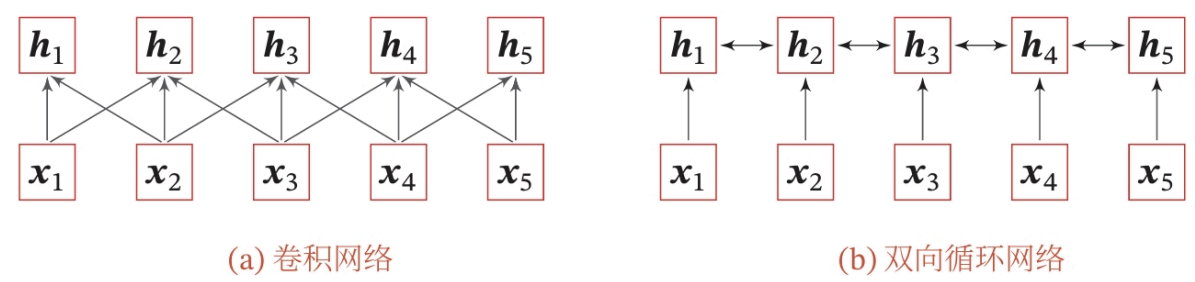 h₁ h₂ h₃ h₄ h₅
x₁ x₂ x₃ x₄ x₅
(a) 卷积网络
h₁ h₂ h₃ h₄ h₅
x₁ x₂ x₃ x₄ x₅
(b) 双向循环网络